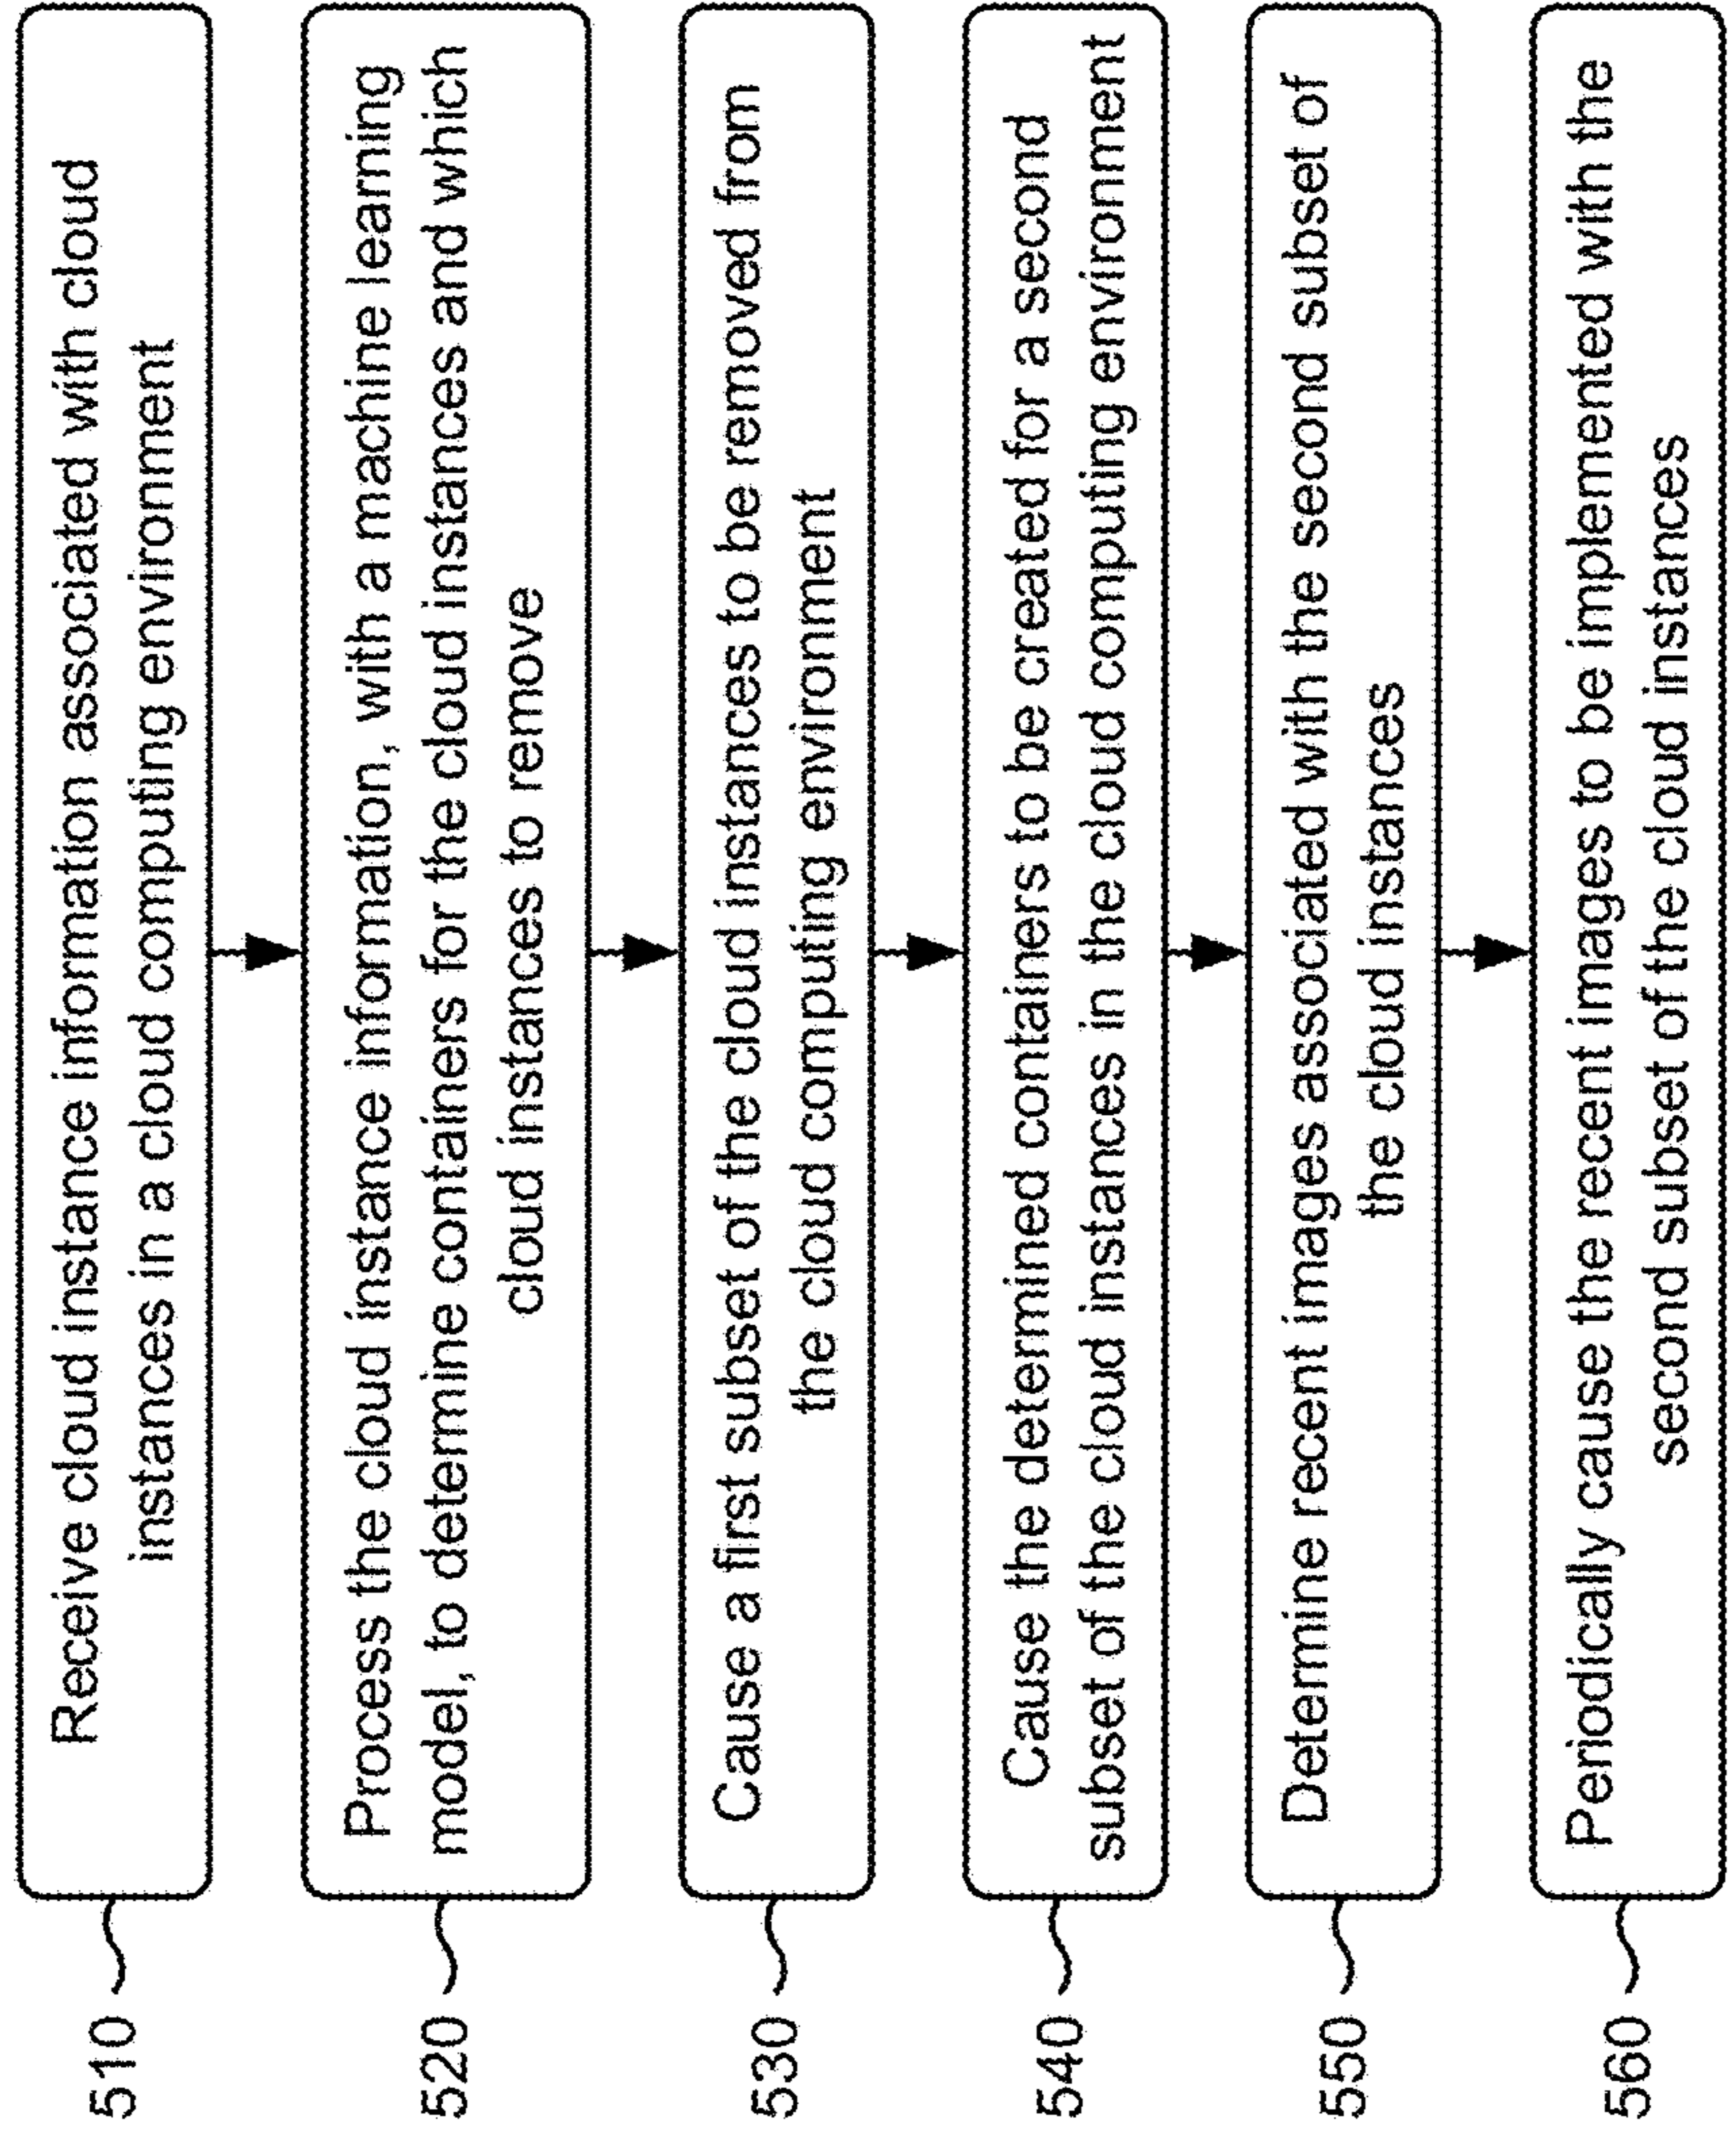 510
Receive cloud instance information associated with cloud
instances in a cloud computing environment
520
Process the cloud instance information, with a machine learning
model, to determine containers for the cloud instances and which
cloud instances to remove
530
Cause a first subset of the cloud instances to be removed from
the cloud computing environment
540
Cause the determined containers to be created for a second
subset of the cloud instances in the cloud computing environment
550
Determine recent images associated with the second subset of
the cloud instances
560
Periodically cause the recent images to be implemented with the
second subset of the cloud instances